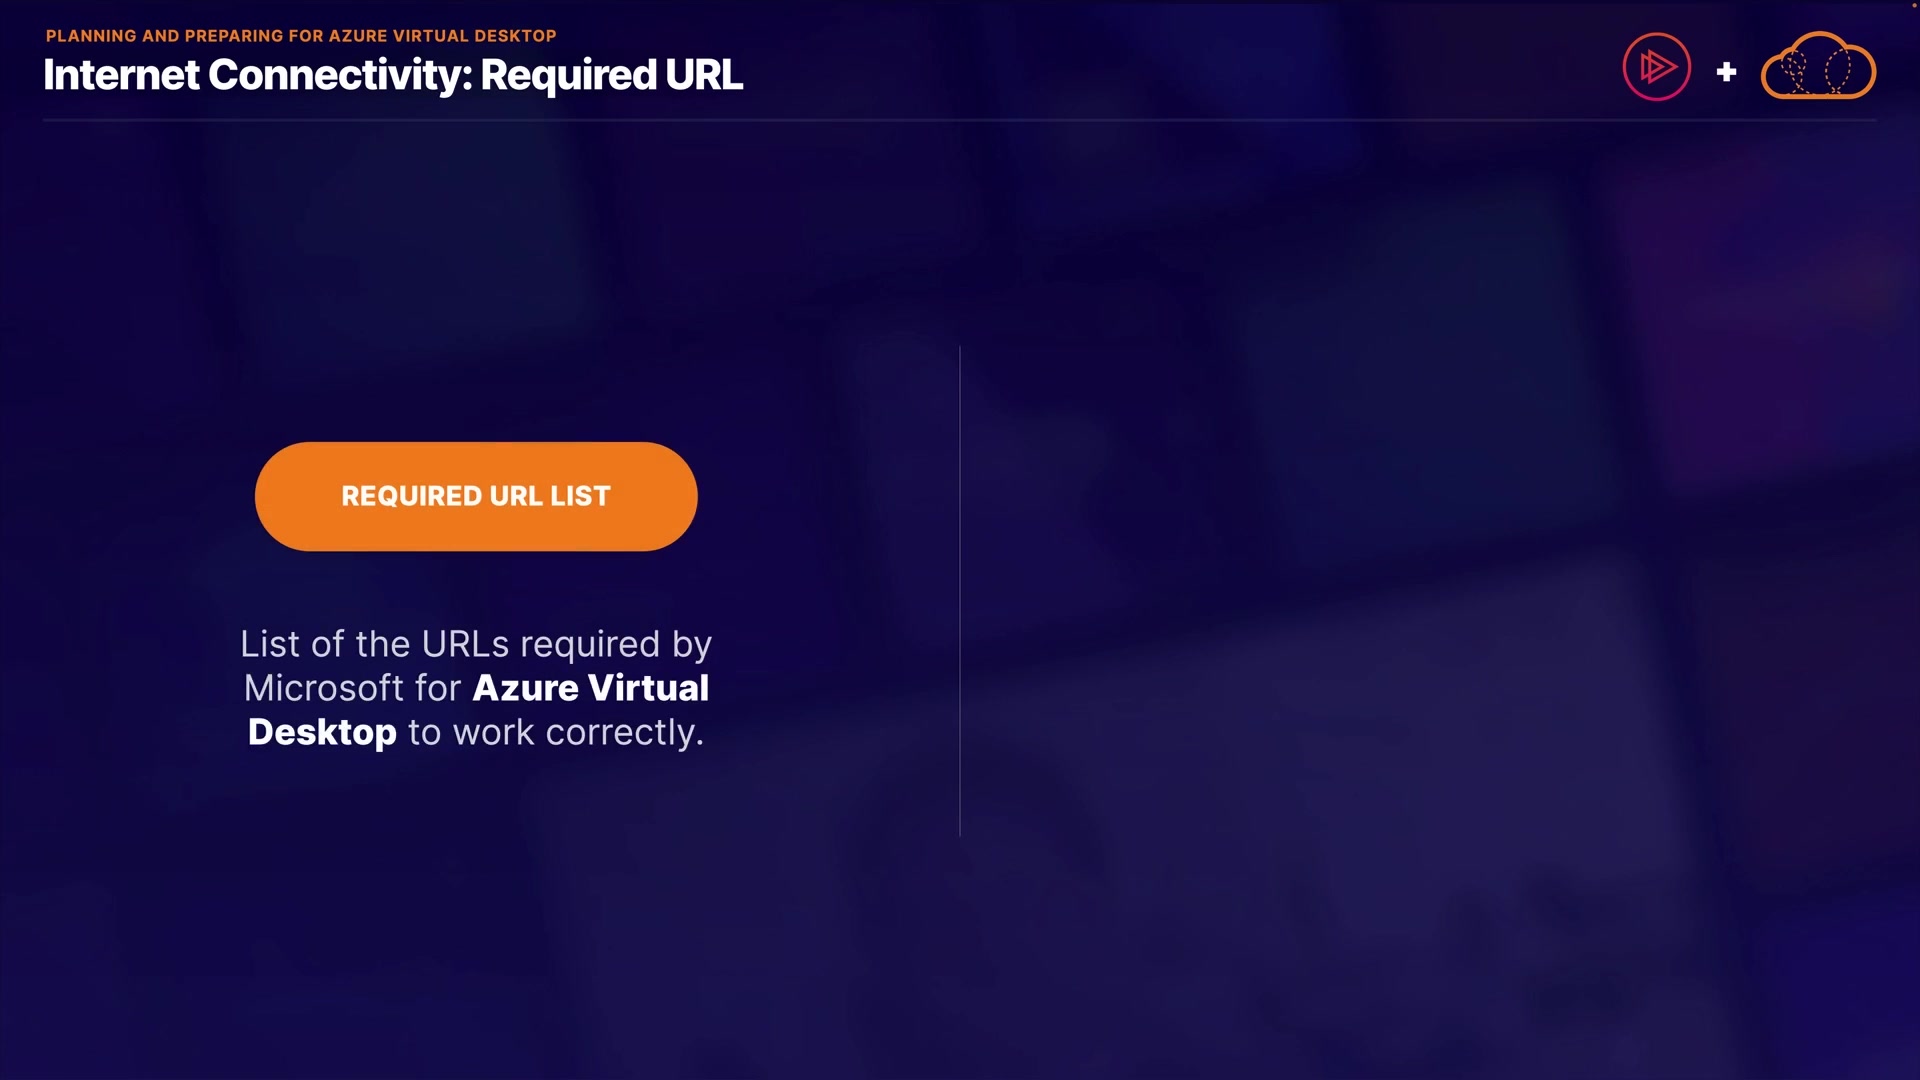 PLANNING AND PREPARING FOR AZURE VIRTUAL DESKTOP
Internet Connectivity: Required URL
+
REQUIRED URL LIST
List of the URLs required by
Microsoft for Azure Virtual
Desktop to work correctly.